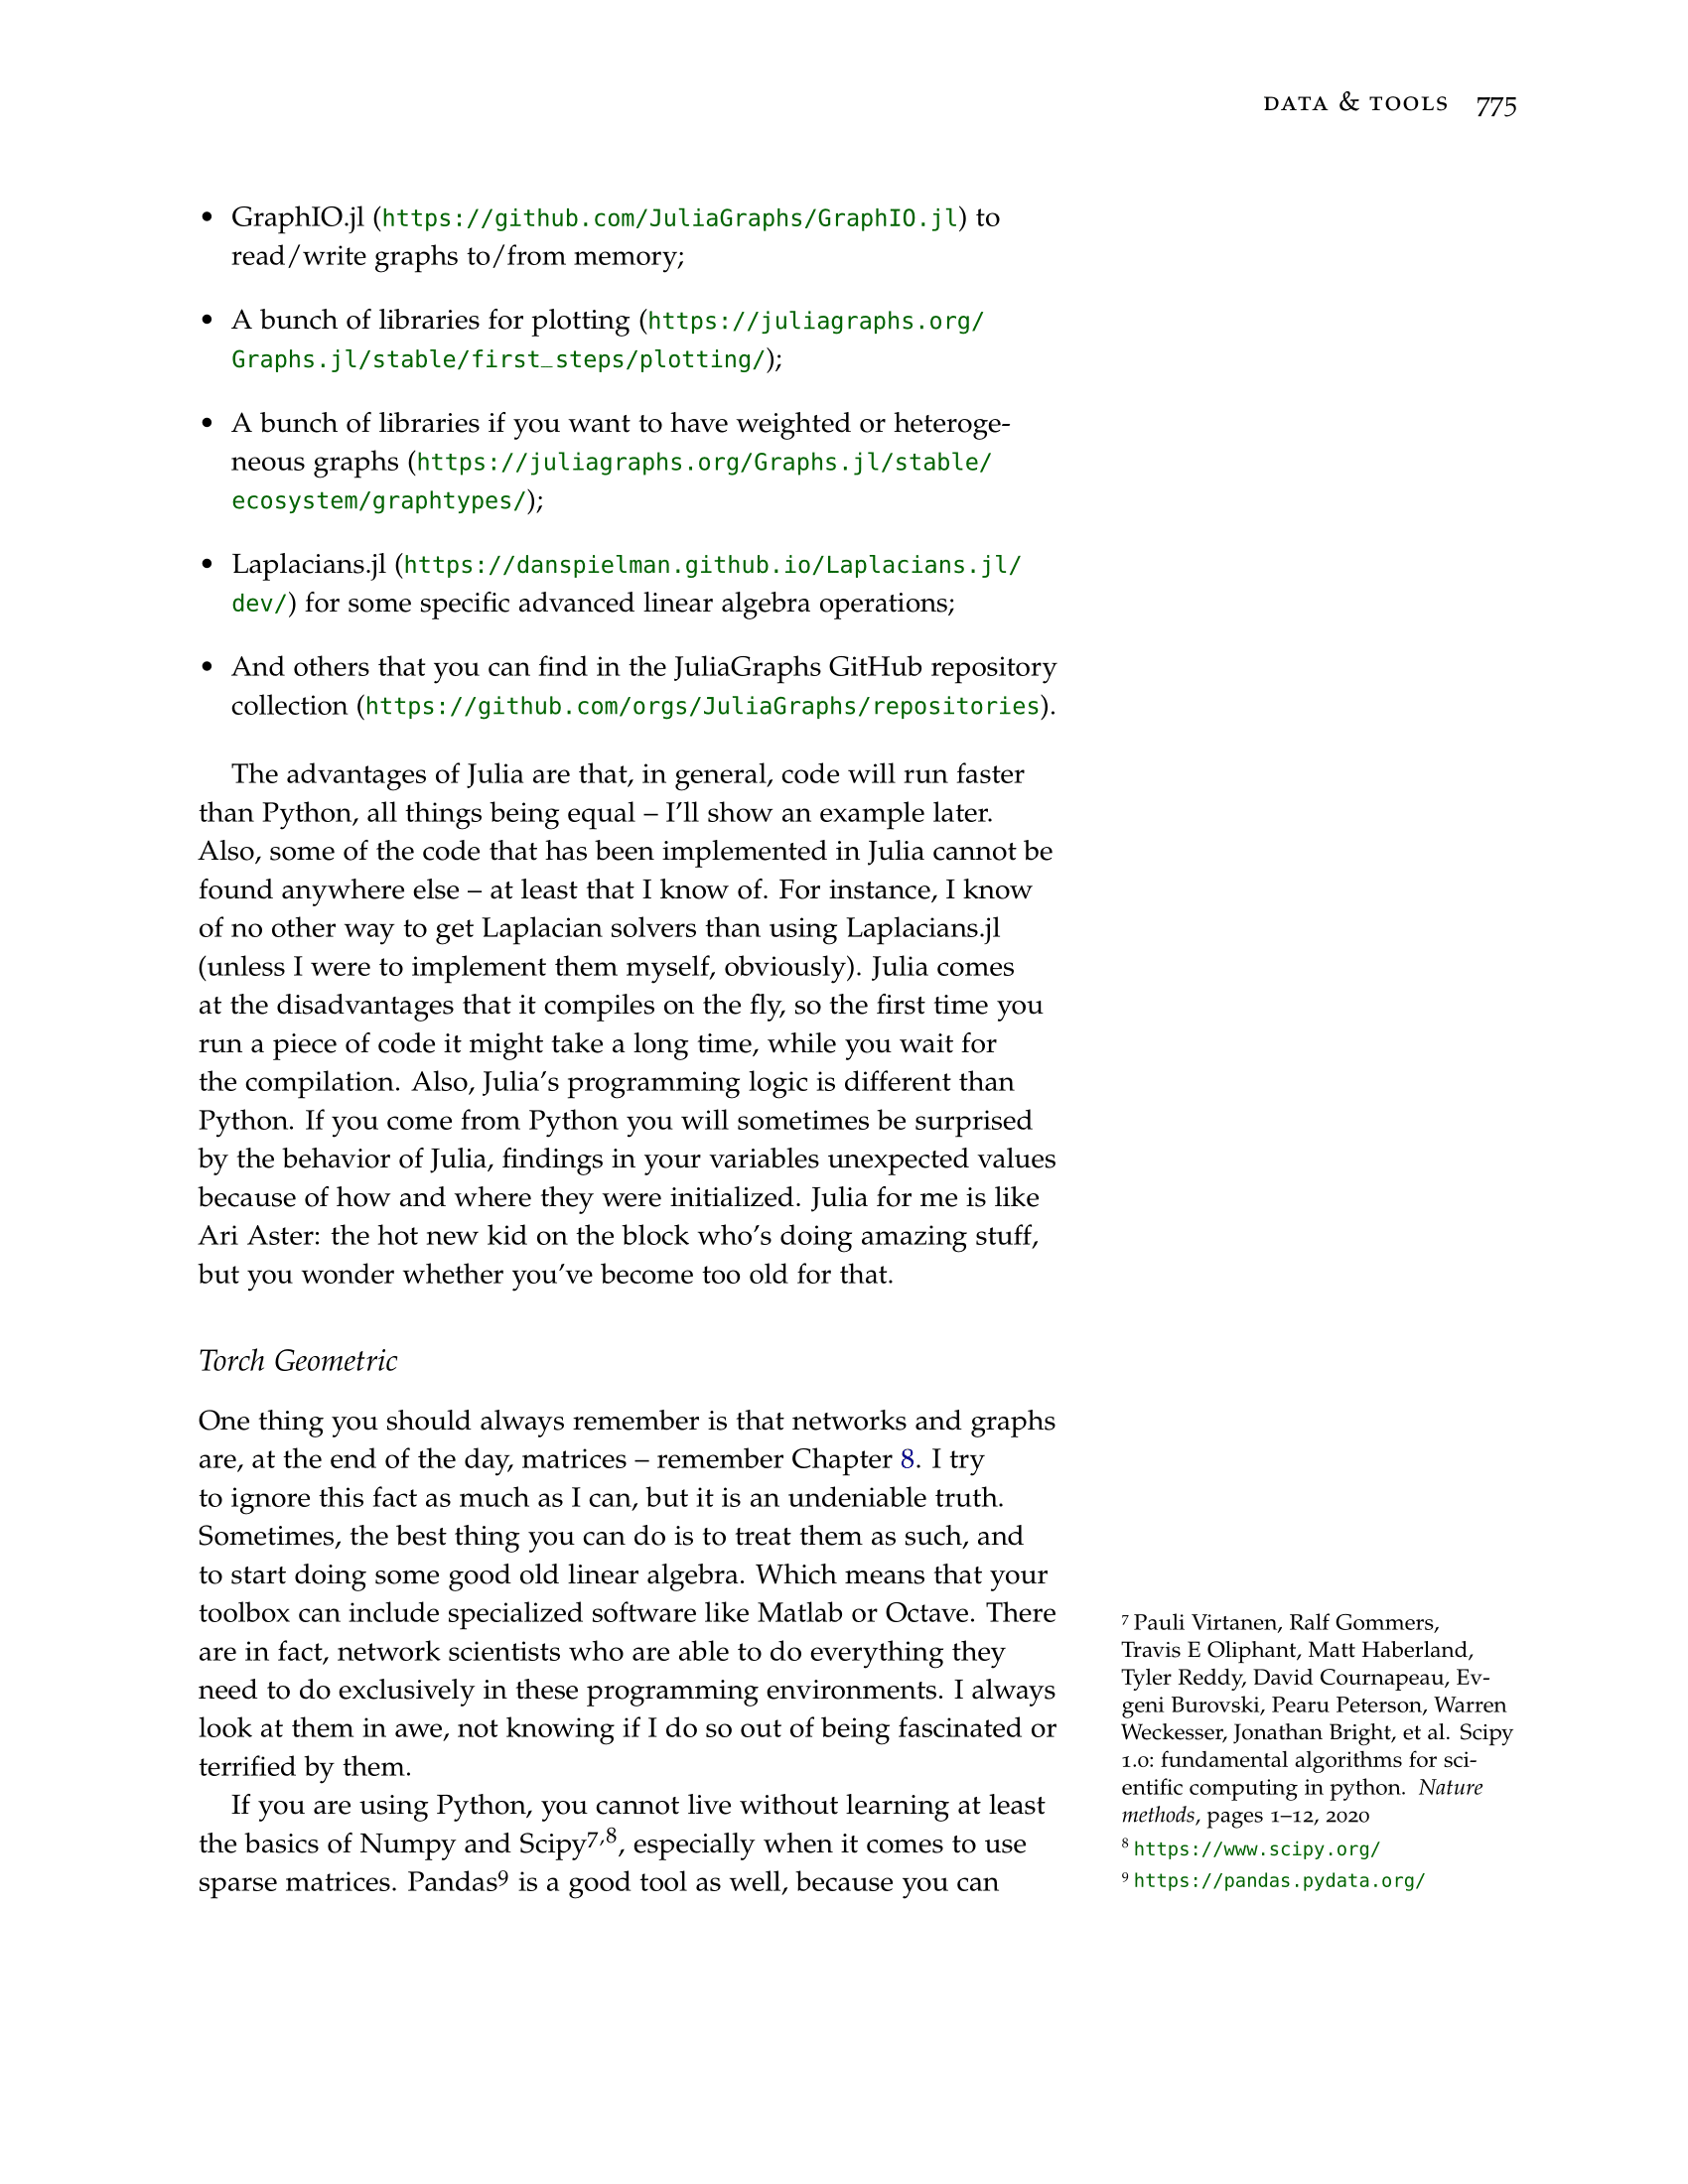 DATA & TOOLS 775
• GraphIO.jl (https://github.com/JuliaGraphs/GraphIO.jl) to
read/write graphs to/from memory;
• A bunch of libraries for plotting (https://juliagraphs.org/
Graphs.jl/stable/first_steps/plotting/);
• A bunch of libraries if you want to have weighted or heteroge-
neous graphs (https://juliagraphs.org/Graphs.jl/stable/
ecosystem/graphtypes/);
• Laplacians.jl (https://danspielman.github.io/Laplacians.jl/
dev/) for some specific advanced linear algebra operations;
• And others that you can find in the JuliaGraphs GitHub repository
collection (https://github.com/orgs/JuliaGraphs/repositories).
The advantages of Julia are that, in general, code will run faster
than Python, all things being equal – I'll show an example later.
Also, some of the code that has been implemented in Julia cannot be
found anywhere else – at least that I know of. For instance, I know
of no other way to get Laplacian solvers than using Laplacians.jl
(unless I were to implement them myself, obviously). Julia comes
at the disadvantages that it compiles on the fly, so the first time you
run a piece of code it might take a long time, while you wait for
the compilation. Also, Julia's programming logic is different than
Python. If you come from Python you will sometimes be surprised
by the behavior of Julia, findings in your variables unexpected values
because of how and where they were initialized. Julia for me is like
Ari Aster: the hot new kid on the block who's doing amazing stuff,
but you wonder whether you've become too old for that.
Torch Geometric
One thing you should always remember is that networks and graphs
are, at the end of the day, matrices – remember Chapter 8. I try
to ignore this fact as much as I can, but it is an undeniable truth.
Sometimes, the best thing you can do is to treat them as such, and
to start doing some good old linear algebra. Which means that your
toolbox can include specialized software like Matlab or Octave. There
are in fact, network scientists who are able to do everything they
need to do exclusively in these programming environments. I always
look at them in awe, not knowing if I do so out of being fascinated or
terrified by them.
If you are using Python, you cannot live without learning at least
the basics of Numpy and Scipy7,8, especially when it comes to use
sparse matrices. Pandas9 is a good tool as well, because you can
7 Pauli Virtanen, Ralf Gommers,
Travis E Oliphant, Matt Haberland,
Tyler Reddy, David Cournapeau, Ev-
geni Burovski, Pearu Peterson, Warren
Weckesser, Jonathan Bright, et al. Scipy
1.0: fundamental algorithms for sci-
entific computing in python. Nature
methods, pages 1–12, 2020
8 https://www.scipy.org/
9 https://pandas.pydata.org/